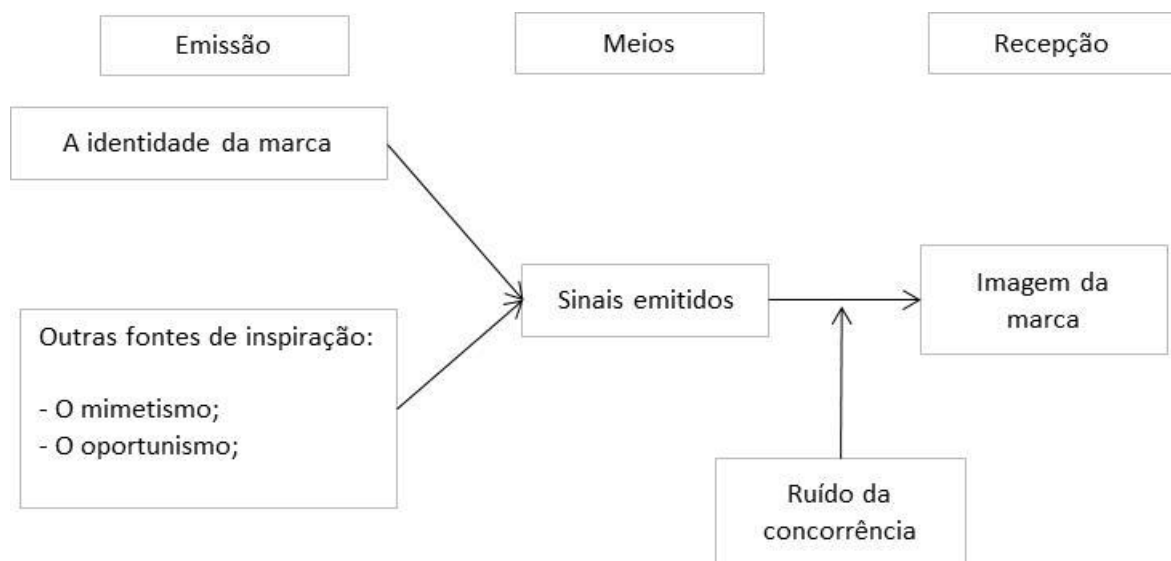 Emissão
Meios
Recepção
A identidade da marca
Outras fontes de inspiração:
- O mimetismo;
- O oportunismo;
Sinais emitidos
Imagem da
marca
Ruído da
concorrência